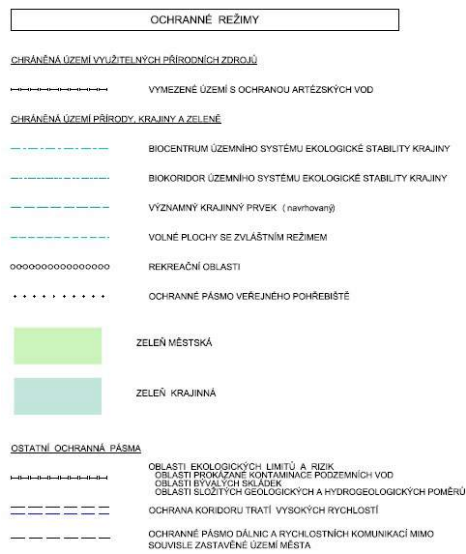 OCHRANNÉ REŽIMY
CHRÁNĚNÁ ÚZEMÍ VYUŽITELNÝCH PŘÍRODNÍCH ZDROJŮ
VYMEZENÉ ÚZEMÍ S OCHRANOU ARTÉZSKÝCH VOD
CHRÁNĚNÁ ÚZEMÍ PŘÍRODY, KRAJINY A ZELENĚ
BIOCENTRUM ÚZEMNÍHO SYSTÉMU EKOLOGICKÉ STABILITY KRAJINY
BIOKORIDOR ÚZEMNÍHO SYSTÉMU EKOLOGICKÉ STABILITY KRAJINY
VÝZNAMNÝ KRAJINNÝ PRVEK (navrhovaný)
VOLNÉ PLOCHY SE ZVLÁŠTNÍM REŽIMEM
REKREAČNÍ OBLASTI
OCHRANNÉ PÁSMO VEŘEJNÉHO POHŘEBIŠTĚ
ZELEŇ MĚSTSKÁ
ZELEŇ KRAJINNÁ
OSTATNÍ OCHRANNÁ PÁSMA
OBLASTI EKOLOGICKÝCH LIMITŮ A RIZIK
OBLASTI PROKÁZANÉ KONTAMINACE PODZEMNÍCH VOD
OBLASTI BÝVALÝCH SKLÁDEK
OBLASTI SLOŽITÝCH GEOLOGICKÝCH A HYDROGEOLOGICKÝCH POMĚRŮ
OCHRANA KORIDORU TRATÍ VYSOKÝCH RYCHLOSTÍ
OCHRANNÉ PÁSMO DÁLNIC A RYCHLOSTNÍCH KOMUNIKACÍ MIMO
SOUVISLE ZASTAVĚNÉ ÚZEMÍ MĚSTA